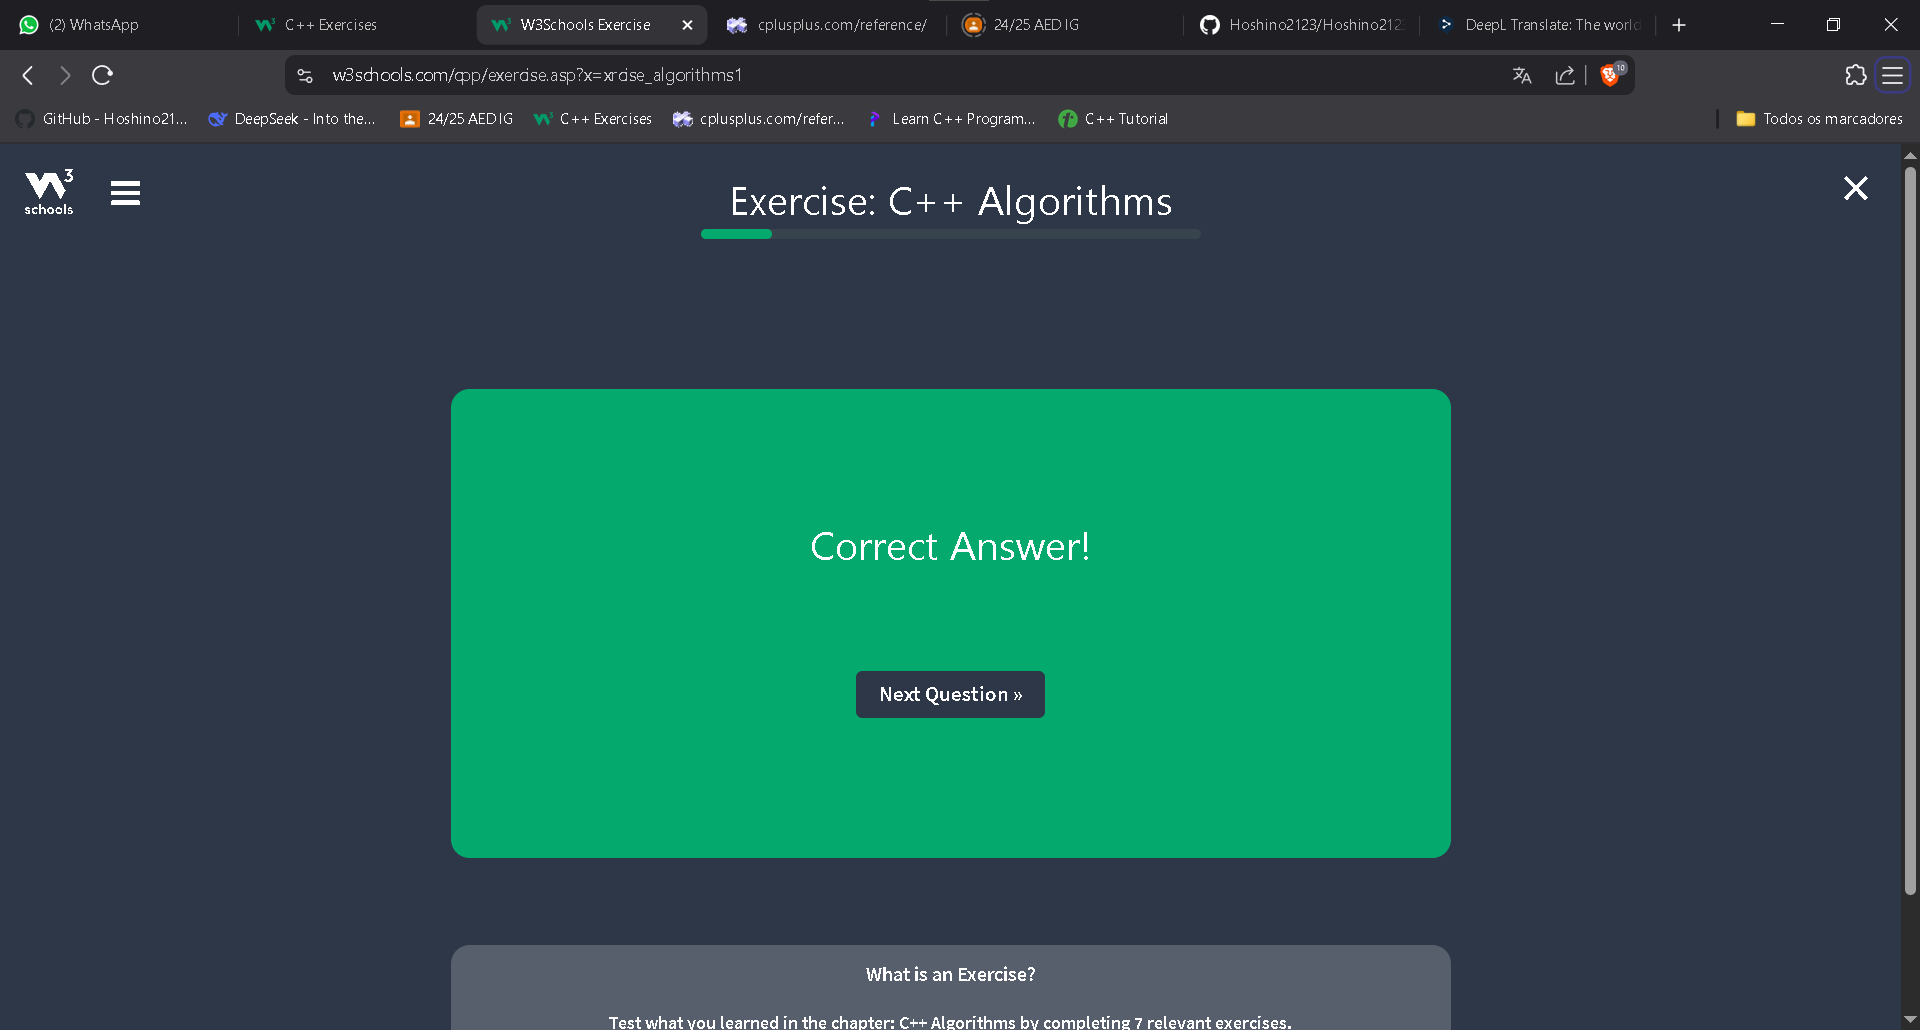 (2) WhatsApp
C++ Exercises
W3Schools Exercise
cplusplus.com/reference/
24/25 AED IG
Hoshino2123/Hoshino2123
DeepL Translate: The world
w3schools.com/cpp/exercise.asp?x=xrcise_algorithms1
10
GitHub - Hoshino21...
DeepSeek - Into the...
24/25 AED IG
C++ Exercises
cplusplus.com/refer...
Learn C++ Program...
C++ Tutorial
Todos os marcadores
W3
schools
Exercise: C++ Algorithms
Correct Answer!
Next Question »
What is an Exercise?
Test what you learned in the chapter: C++ Algorithms by completing 7 relevant exercises.